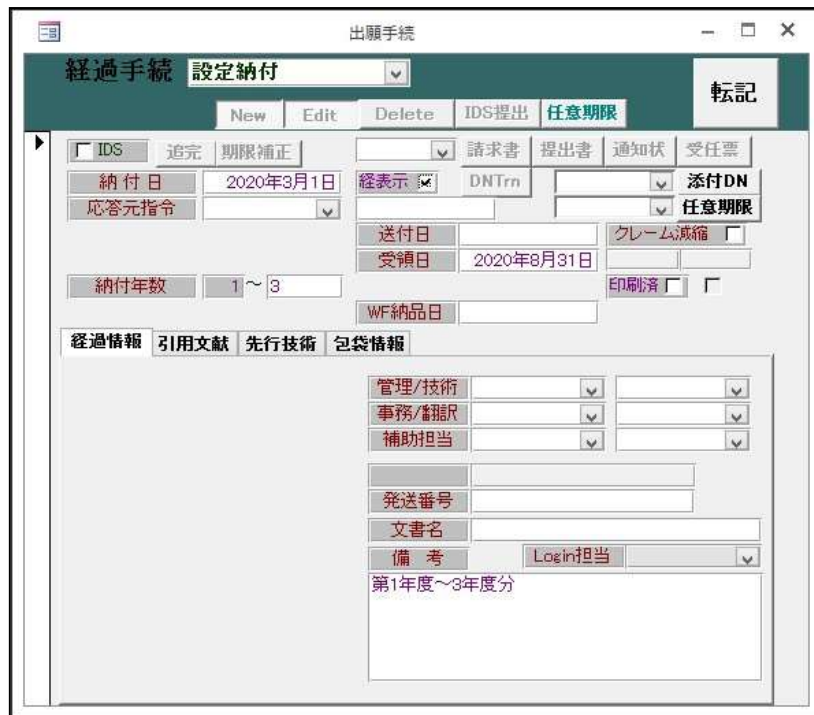 出願手続
経過手続 設定納付
転記
New Edit Delete IDS提出 任意期限
IDS 追完 期限補正 請求書 提出書 通知状 受任票
納付日 2020年3月1日 経表示 DNTrn 添付DN
応答元指令 任意期限
送付日 クレーム減縮
受領日 2020年8月31日
納付年数 1 ～ 3 印刷済
WF納品日
経過情報 引用文献 先行技術 包袋情報
管理/技術
事務/翻訳
補助担当
発送番号
文書名
備考 Login担当
第1年度～3年度分